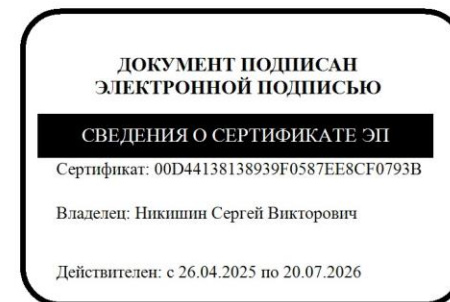 ДОКУМЕНТ ПОДПИСАН
ЭЛЕКТРОННОЙ ПОДПИСЬЮ
СВЕДЕНИЯ О СЕРТИФИКАТЕ ЭП
Сертификат: 00D44138138939F0587EE8CF0793B
Владелец: Никишин Сергей Викторович
Действителен: с 26.04.2025 по 20.07.2026